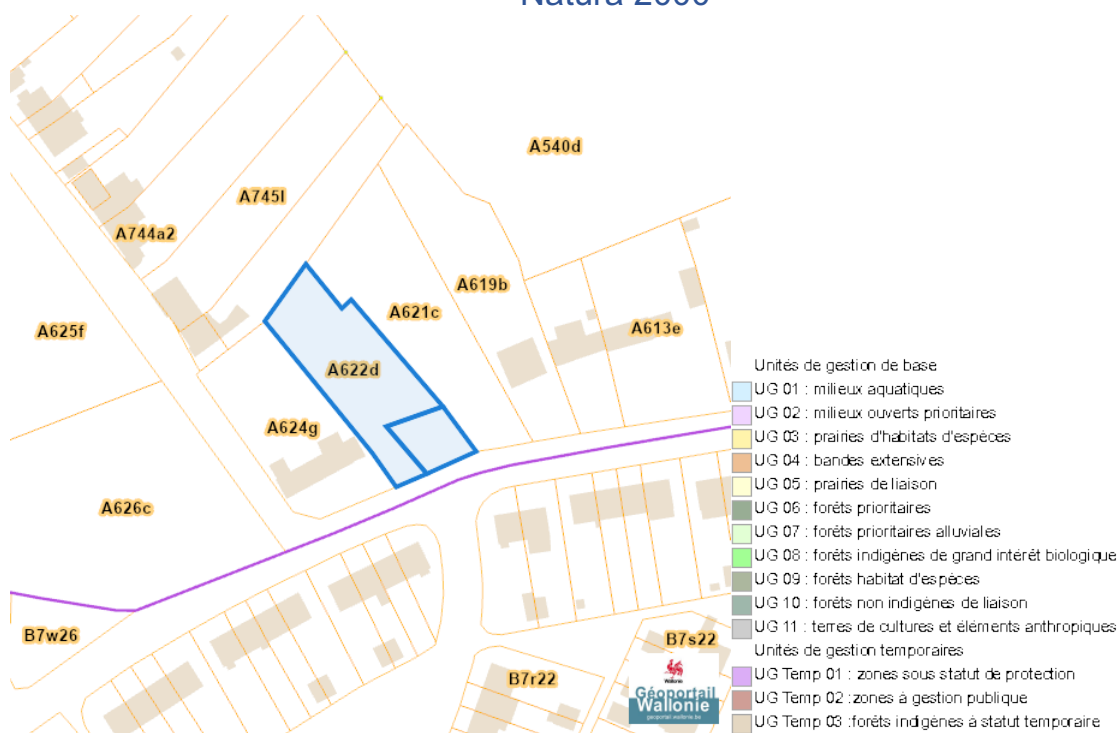 Natura 2000
A540d
A745l
A744a2
A619b
A621c
A625f
A613e
A622d
A624g
A626c
B7w26
B7s22
B7r22
Wallonie
Géoportail
Wallonie
geoportail.wallonie.be
Unités de gestion de base
UG 01 : milieux aquatiques
UG 02 : milieux ouverts prioritaires
UG 03 : prairies d'habitats d'espèces
UG 04 : bandes extensives
UG 05 : prairies de liaison
UG 06 : forêts prioritaires
UG 07 : forêts prioritaires alluviales
UG 08 : forêts indigènes de grand intérêt biologique
UG 09 : forêts habitat d'espèces
UG 10 : forêts non indigènes de liaison
UG 11 : terres de cultures et éléments anthropiques
Unités de gestion temporaires
UG Temp 01 : zones sous statut de protection
UG Temp 02 :zones à gestion publique
UG Temp 03 :forêts indigènes à statut temporaire